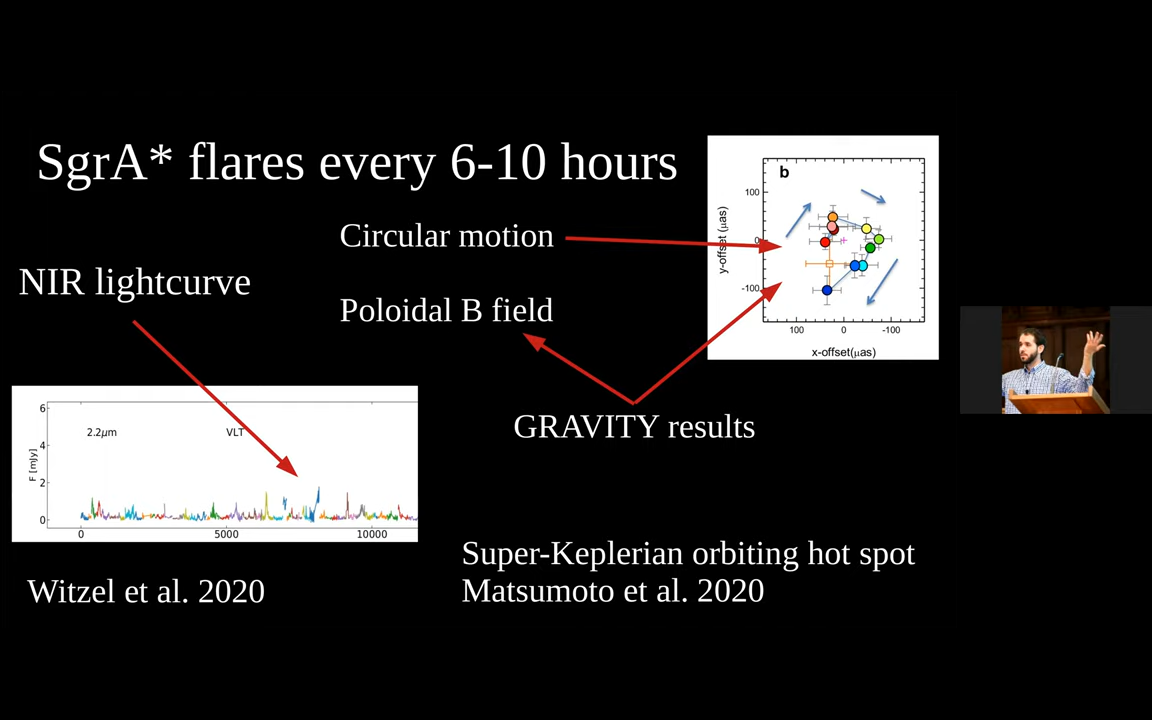 SgrA* flares every 6-10 hours
Circular motion
NIR lightcurve
Poloidal B field
b
100
0
-100
y-offset (μas)
100 0 -100
x-offset(μas)
GRAVITY results
6
4
2
0
F [mJy]
2.2μm VLT
0 5000 10000
Super-Keplerian orbiting hot spot
Matsumoto et al. 2020
Witzel et al. 2020